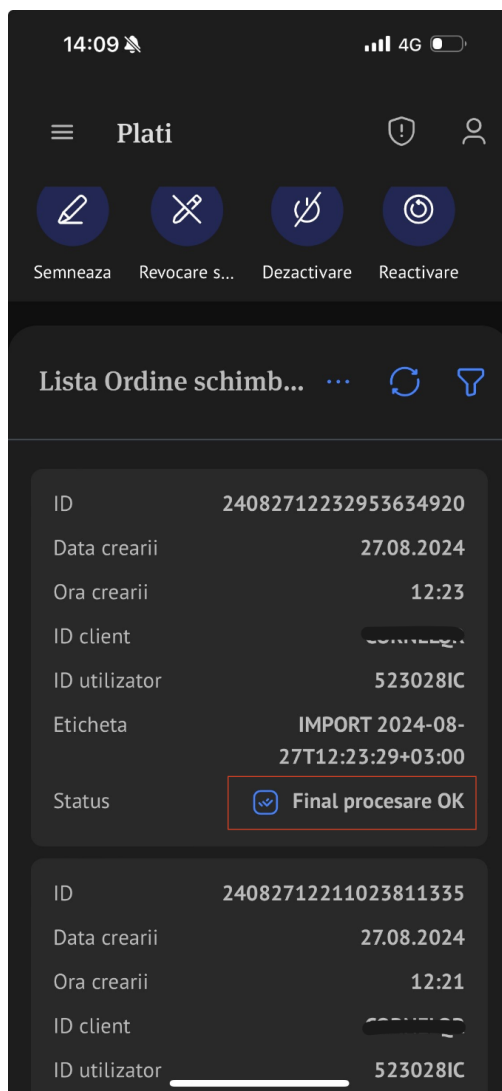 14:09 4G
Plati
Semneaza Revocare s... Dezactivare Reactivare
Lista Ordine schimb... ...
ID 24082712232953634920
Data crearii 27.08.2024
Ora crearii 12:23
ID client
ID utilizator 523028IC
Eticheta IMPORT 2024-08-
27T12:23:29+03:00
Status Final procesare OK
ID 24082712211023811335
Data crearii 27.08.2024
Ora crearii 12:21
ID client
ID utilizator 523028IC